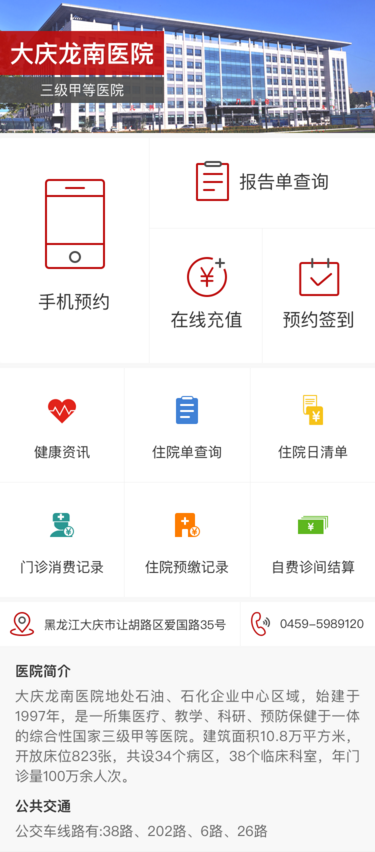 大庆龙南医院
三级甲等医院
手机预约
报告单查询
在线充值
预约签到
健康资讯
住院单查询
住院日清单
门诊消费记录
住院预缴记录
自费诊间结算
黑龙江大庆市让胡路区爱国路35号
0459-5989120
医院简介
大庆龙南医院地处石油、石化企业中心区域，始建于
1997年，是一所集医疗、教学、科研、预防保健于一体
的综合性国家三级甲等医院。建筑面积10.8万平方米，
开放床位823张，共设34个病区，38个临床科室，年门
诊量100万余人次。
公共交通
公交车线路有:38路、202路、6路、26路